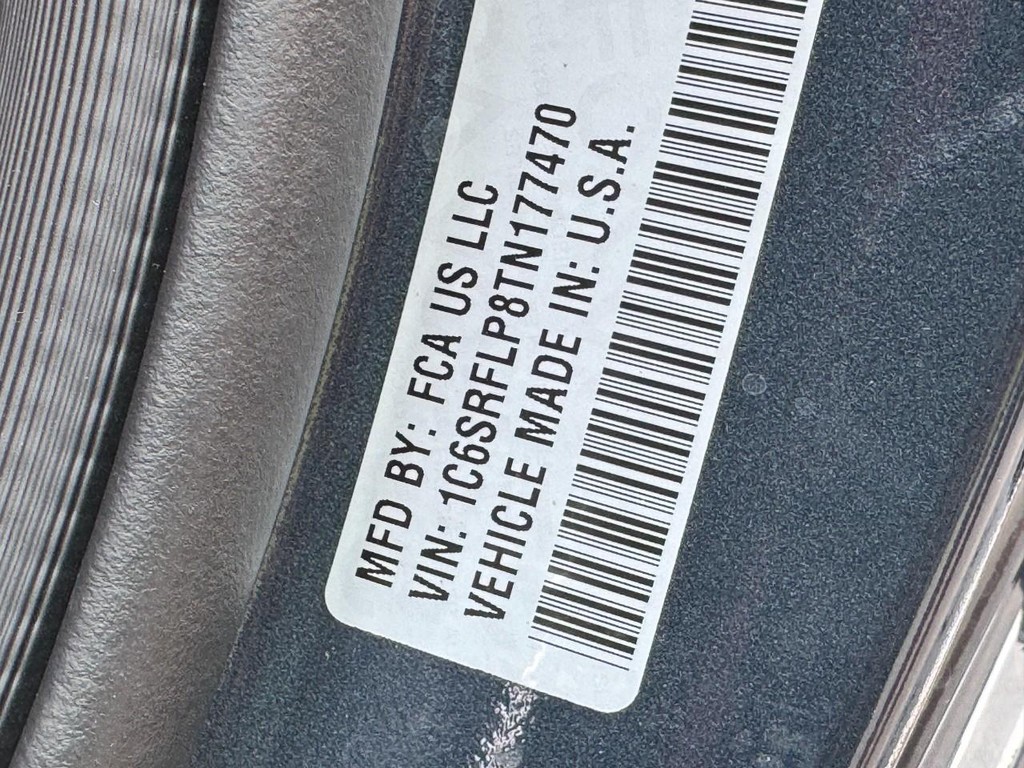 MFD BY: FCA US LLC
VIN: 1C6SRFLP8TN177470
VEHICLE MADE IN: U.S.A.